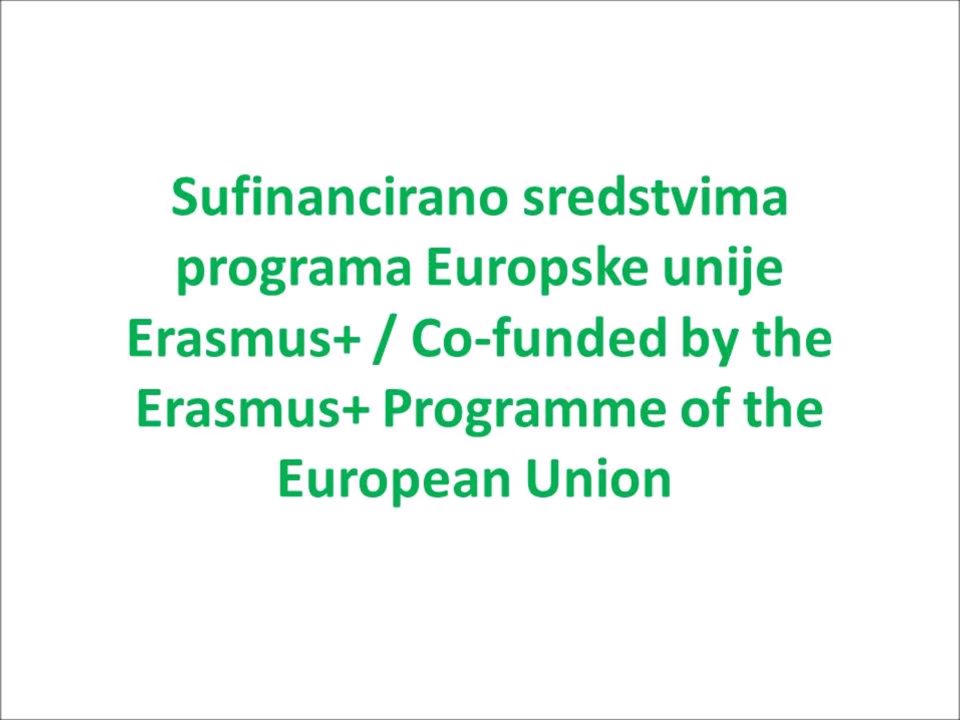 Sufinancirano sredstvima
programa Europske unije
Erasmus+ / Co-funded by the
Erasmus+ Programme of the
European Union